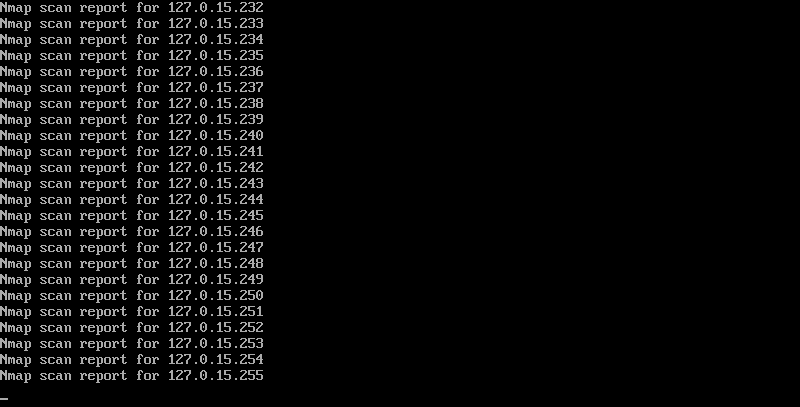 Nmap scan report for 127.0.15.232
Nmap scan report for 127.0.15.233
Nmap scan report for 127.0.15.234
Nmap scan report for 127.0.15.235
Nmap scan report for 127.0.15.236
Nmap scan report for 127.0.15.237
Nmap scan report for 127.0.15.238
Nmap scan report for 127.0.15.239
Nmap scan report for 127.0.15.240
Nmap scan report for 127.0.15.241
Nmap scan report for 127.0.15.242
Nmap scan report for 127.0.15.243
Nmap scan report for 127.0.15.244
Nmap scan report for 127.0.15.245
Nmap scan report for 127.0.15.246
Nmap scan report for 127.0.15.247
Nmap scan report for 127.0.15.248
Nmap scan report for 127.0.15.249
Nmap scan report for 127.0.15.250
Nmap scan report for 127.0.15.251
Nmap scan report for 127.0.15.252
Nmap scan report for 127.0.15.253
Nmap scan report for 127.0.15.254
Nmap scan report for 127.0.15.255